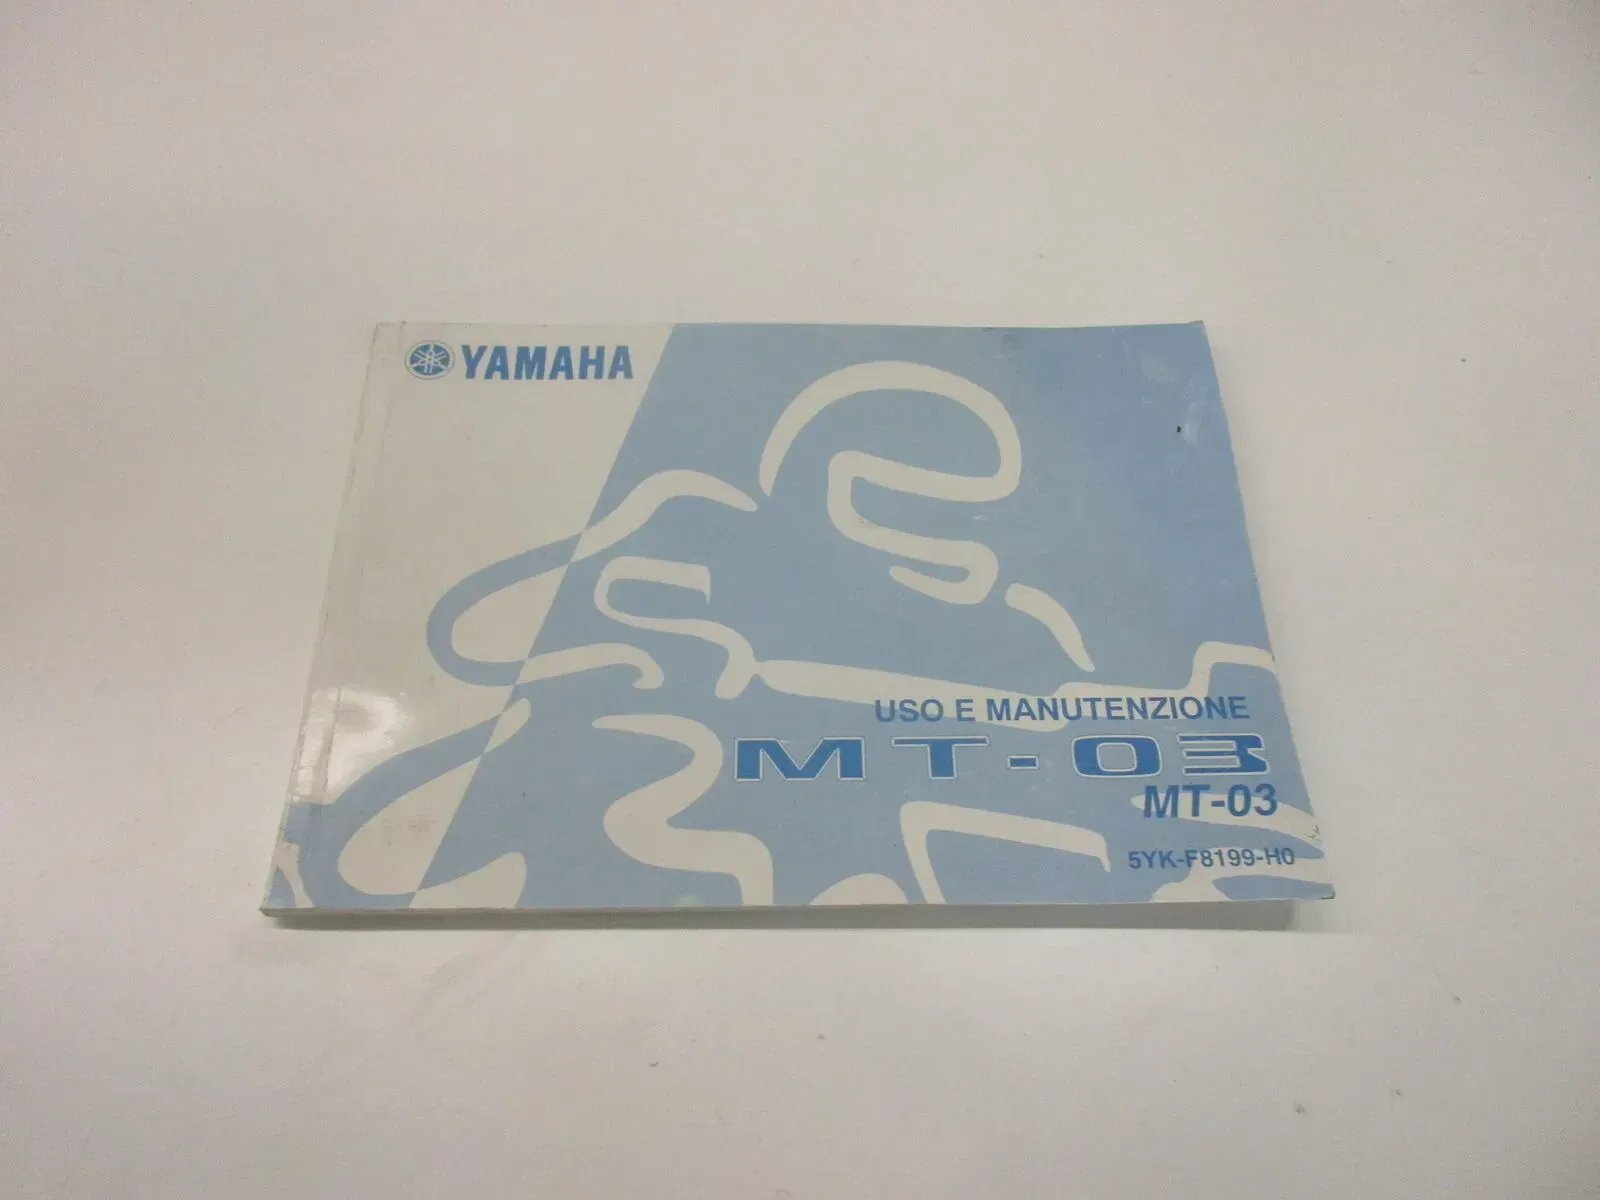 YAMAHA
USO E MANUTENZIONE
MT-03
MT-03
5YK-F8199-H0